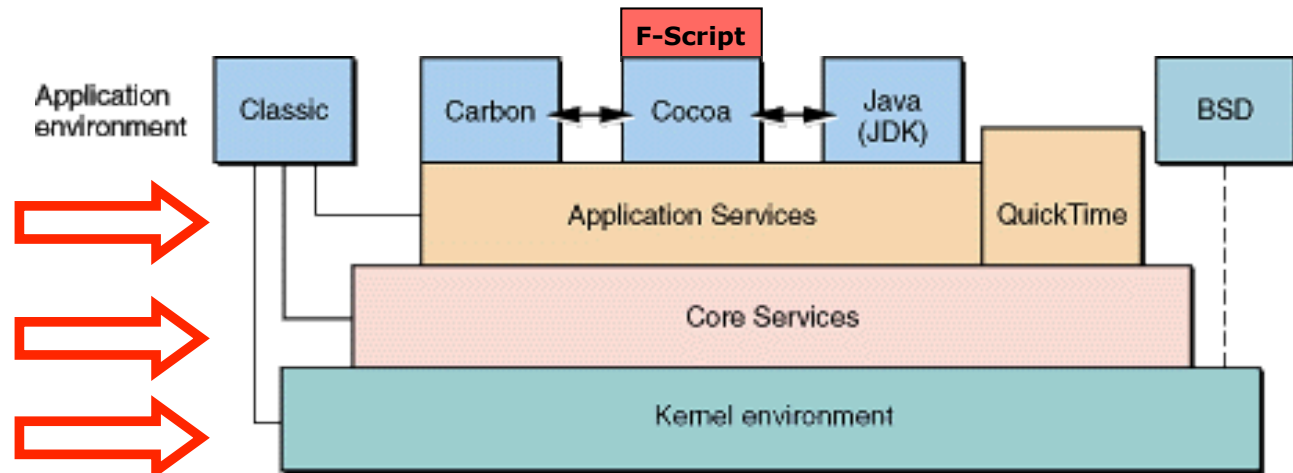 F-Script
Application
environment
Classic
Carbon
Cocoa
Java
(JDK)
BSD
Application Services
QuickTime
Core Services
Kernel environment